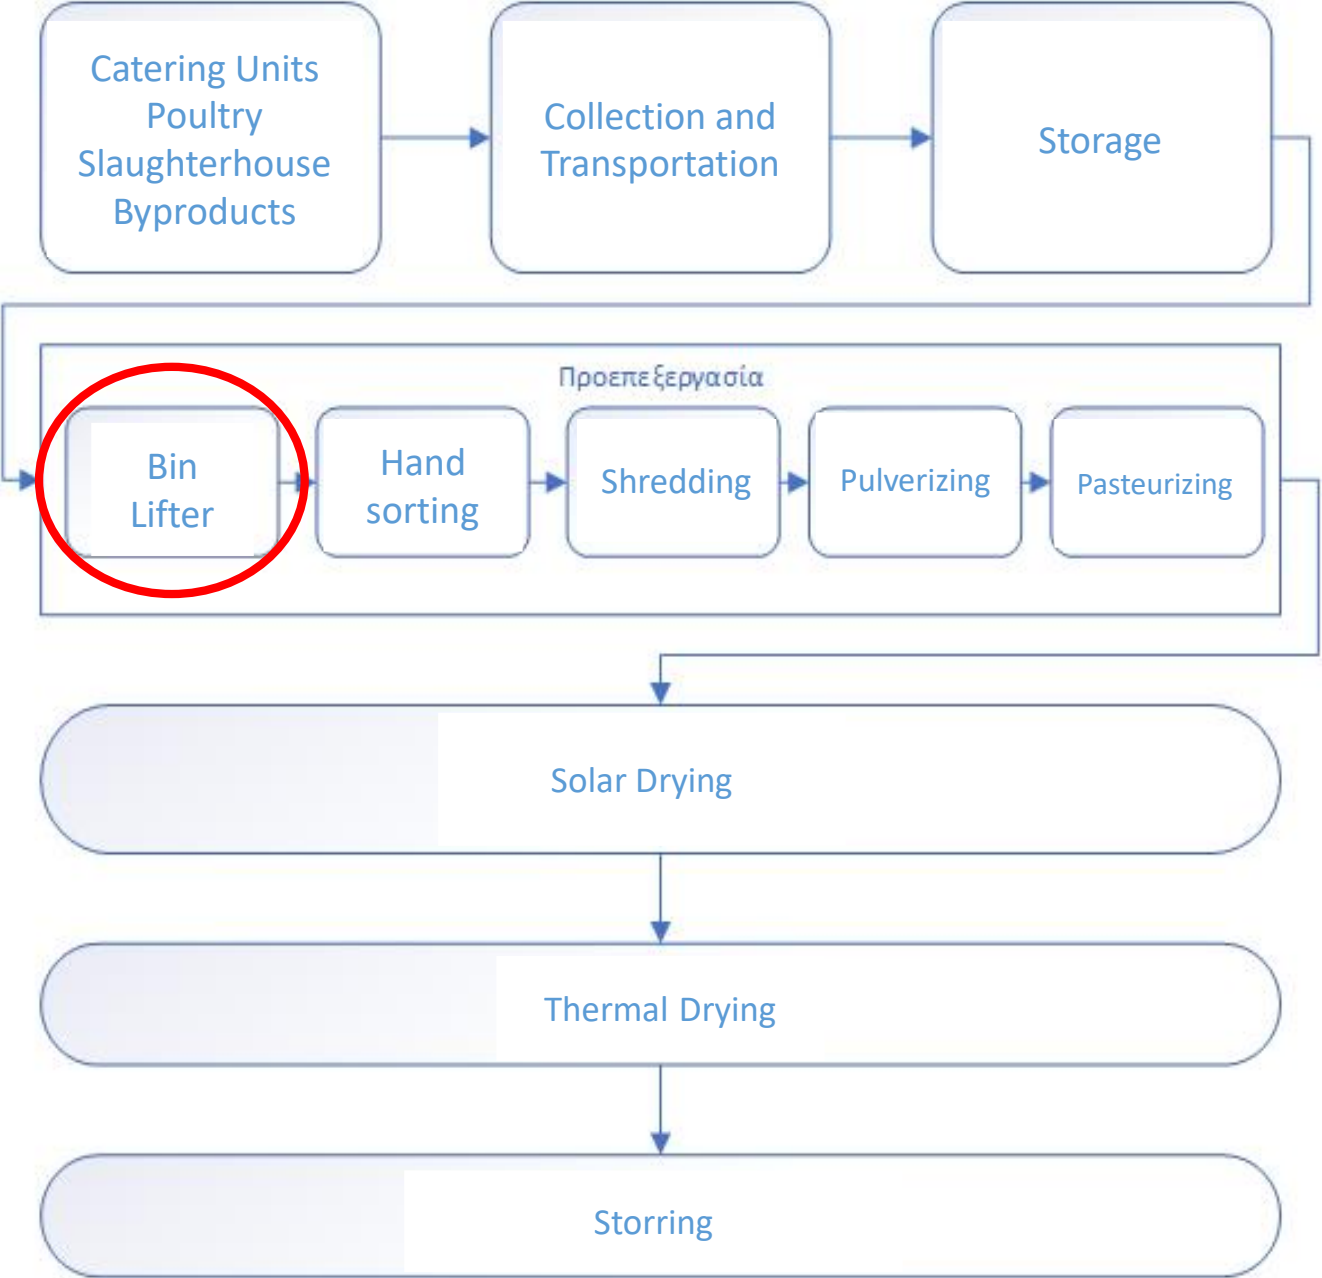 Catering Units
Poultry
Slaughterhouse
Byproducts
Collection and
Transportation
Storage
Προεπεξεργασία
Bin
Lifter
Hand
sorting
Shredding
Pulverizing
Pasteurizing
Solar Drying
Thermal Drying
Storring